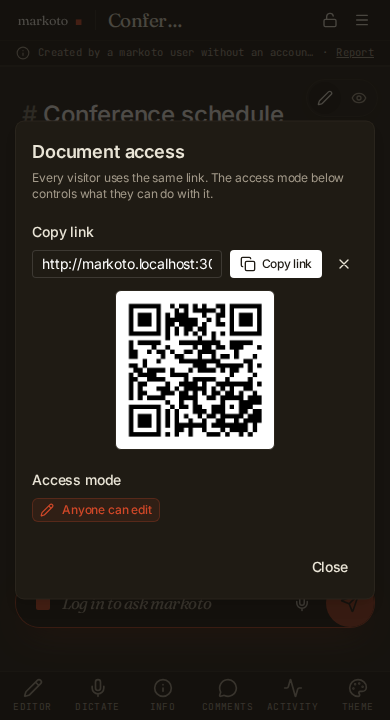 markoto
Confer...
Created by a markoto user without an accoun… · Report
# Conference schedule
Document access
Every visitor uses the same link. The access mode below
controls what they can do with it.
Copy link
http://markoto.localhost:30
Copy link
Access mode
Anyone can edit
Close
Log in to ask markoto
EDITOR
DICTATE
INFO
COMMENTS
ACTIVITY
THEME